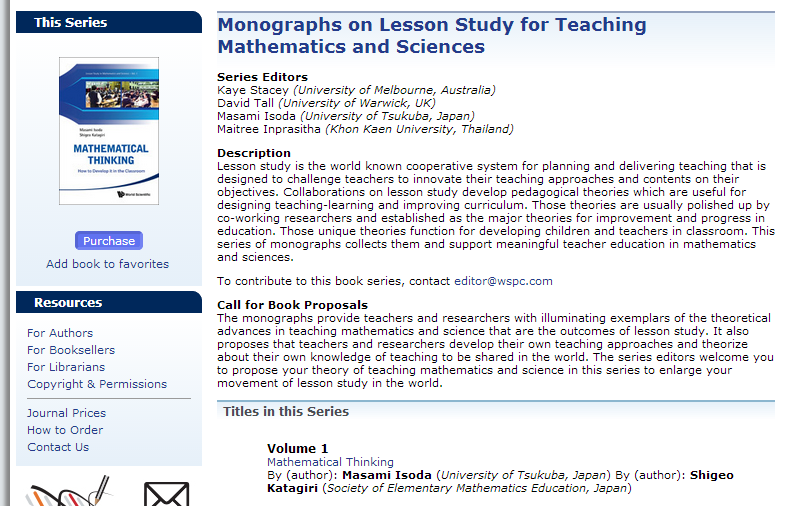 This Series
Masami Isoda
Shigeo Katagiri
MATHEMATICAL
THINKING
How to Develop It in the Classroom
World Scientific
Purchase
Add book to favorites
Resources
For Authors
For Booksellers
For Librarians
Copyright & Permissions
Journal Prices
How to Order
Contact Us
Monographs on Lesson Study for Teaching
Mathematics and Sciences
Series Editors
Kaye Stacey (University of Melbourne, Australia)
David Tall (University of Warwick, UK)
Masami Isoda (University of Tsukuba, Japan)
Maitree Inprasitha (Khon Kaen University, Thailand)
Description
Lesson study is the world known cooperative system for planning and delivering teaching that is
designed to challenge teachers to innovate their teaching approaches and contents on their
objectives. Collaborations on lesson study develop pedagogical theories which are useful for
designing teaching-learning and improving curriculum. Those theories are usually polished up by
co-working researchers and established as the major theories for improvement and progress in
education. Those unique theories function for developing children and teachers in classroom. This
series of monographs collects them and support meaningful teacher education in mathematics
and sciences.
To contribute to this book series, contact editor@wspc.com
Call for Book Proposals
The monographs provide teachers and researchers with illuminating exemplars of the theoretical
advances in teaching mathematics and science that are the outcomes of lesson study. It also
proposes that teachers and researchers develop their own teaching approaches and theorize
about their own knowledge of teaching to be shared in the world. The series editors welcome you
to propose your theory of teaching mathematics and science in this series to enlarge your
movement of lesson study in the world.
Titles in this Series
Volume 1
Mathematical Thinking
By (author): Masami Isoda (University of Tsukuba, Japan) By (author): Shigeo
Katagiri (Society of Elementary Mathematics Education, Japan)